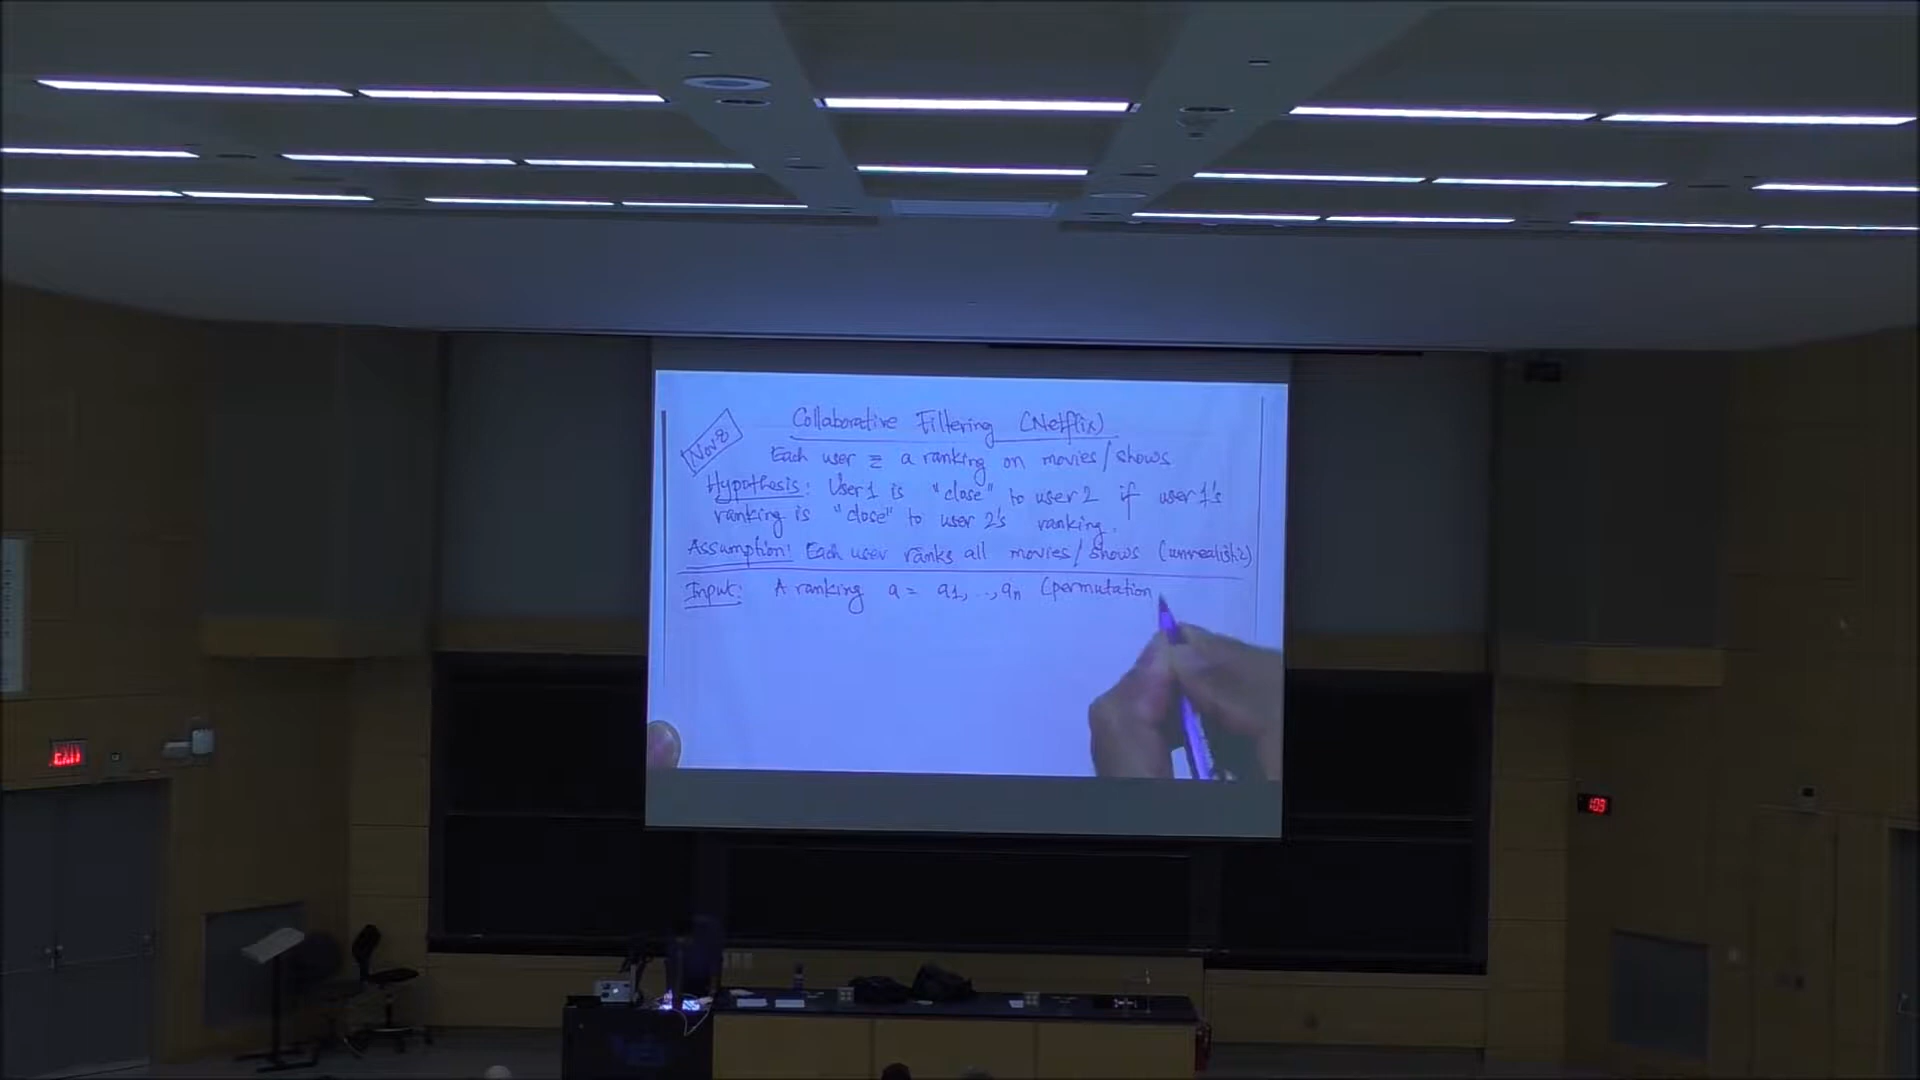 Collaborative Filtering (Netflix)
Nov 8
Each user ≡ a ranking on movies/shows
Hypothesis: User 1 is "close" to user 2 if user 1's
ranking is "close" to user 2's ranking.
Assumption: Each user ranks all movies/shows (unrealistic)
Input: A ranking a = a1, .., an (permutation
EXIT
1:09